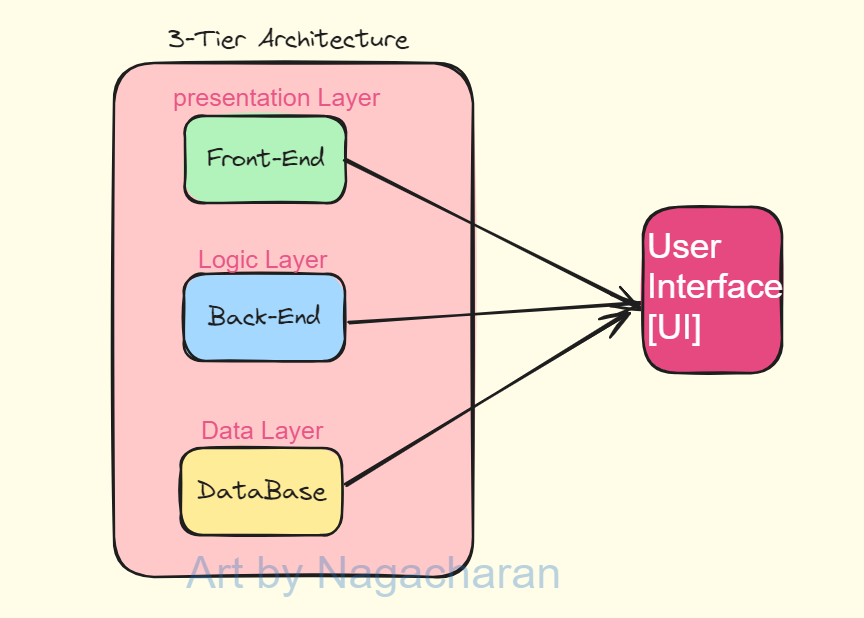 3-Tier Architecture
presentation Layer
Front-End
Logic Layer
Back-End
Data Layer
DataBase
User
Interface
[UI]
Art by Nagacharan